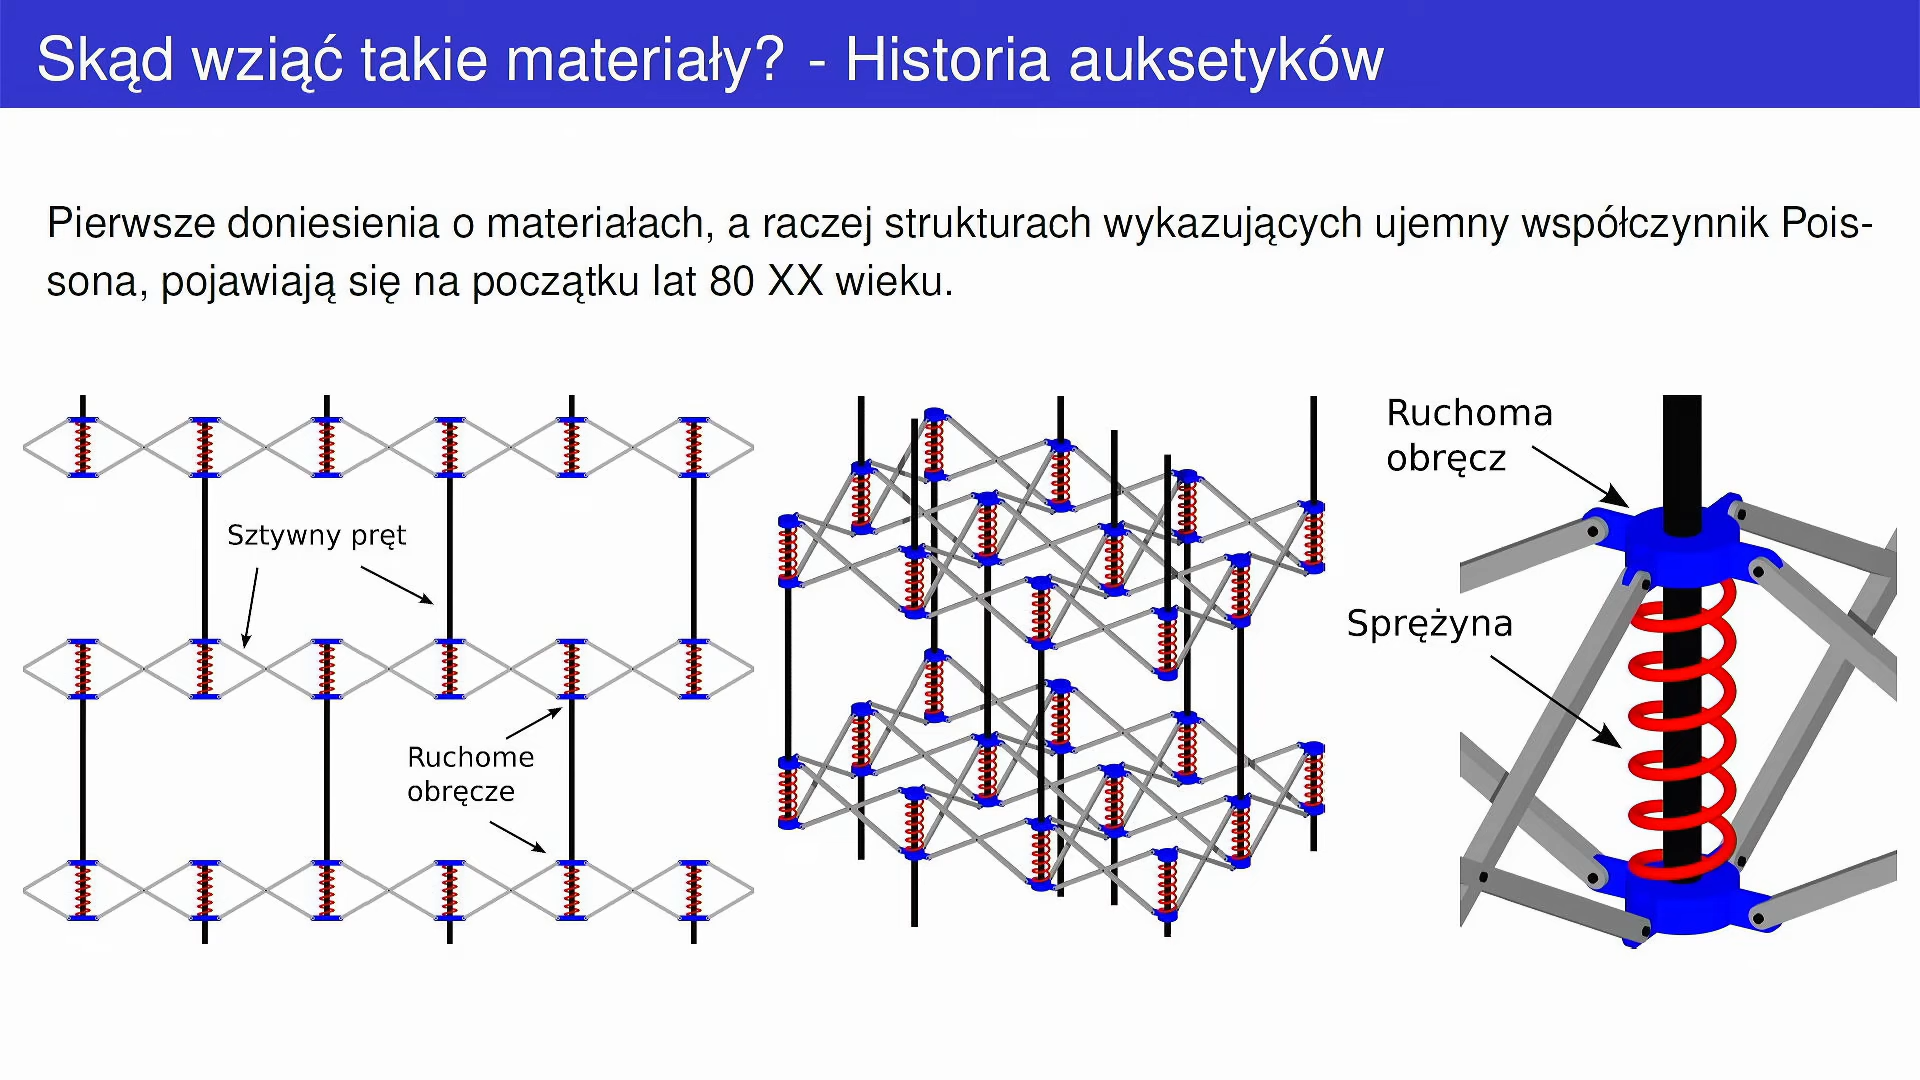 Skąd wziąć takie materiały? - Historia auksetyków
Pierwsze doniesienia o materiałach, a raczej strukturach wykazujących ujemny współczynnik Pois-
sona, pojawiają się na początku lat 80 XX wieku.
Sztywny pręt
Ruchome
obręcze
Ruchoma
obręcz
Sprężyna